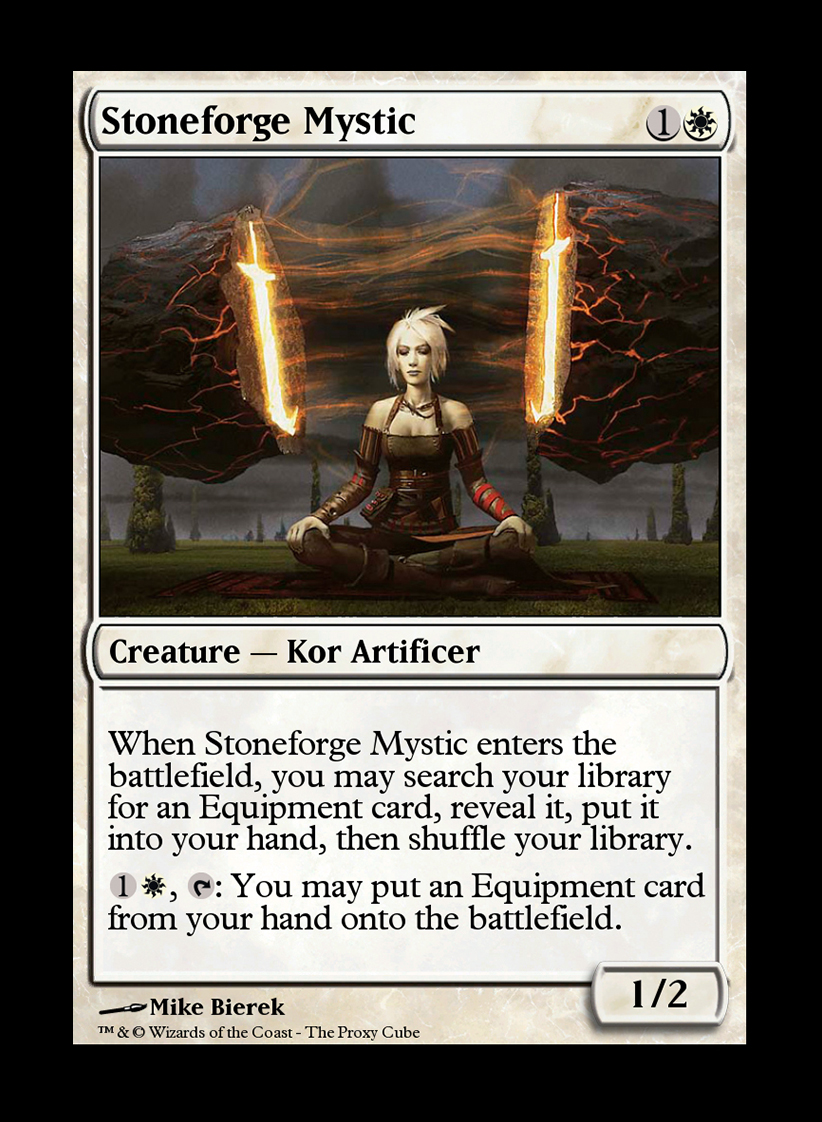 Stoneforge Mystic 1
Creature — Kor Artificer
When Stoneforge Mystic enters the
battlefield, you may search your library
for an Equipment card, reveal it, put it
into your hand, then shuffle your library.
1 , : You may put an Equipment card
from your hand onto the battlefield.
1/2
Mike Bierek
™ & © Wizards of the Coast - The Proxy Cube